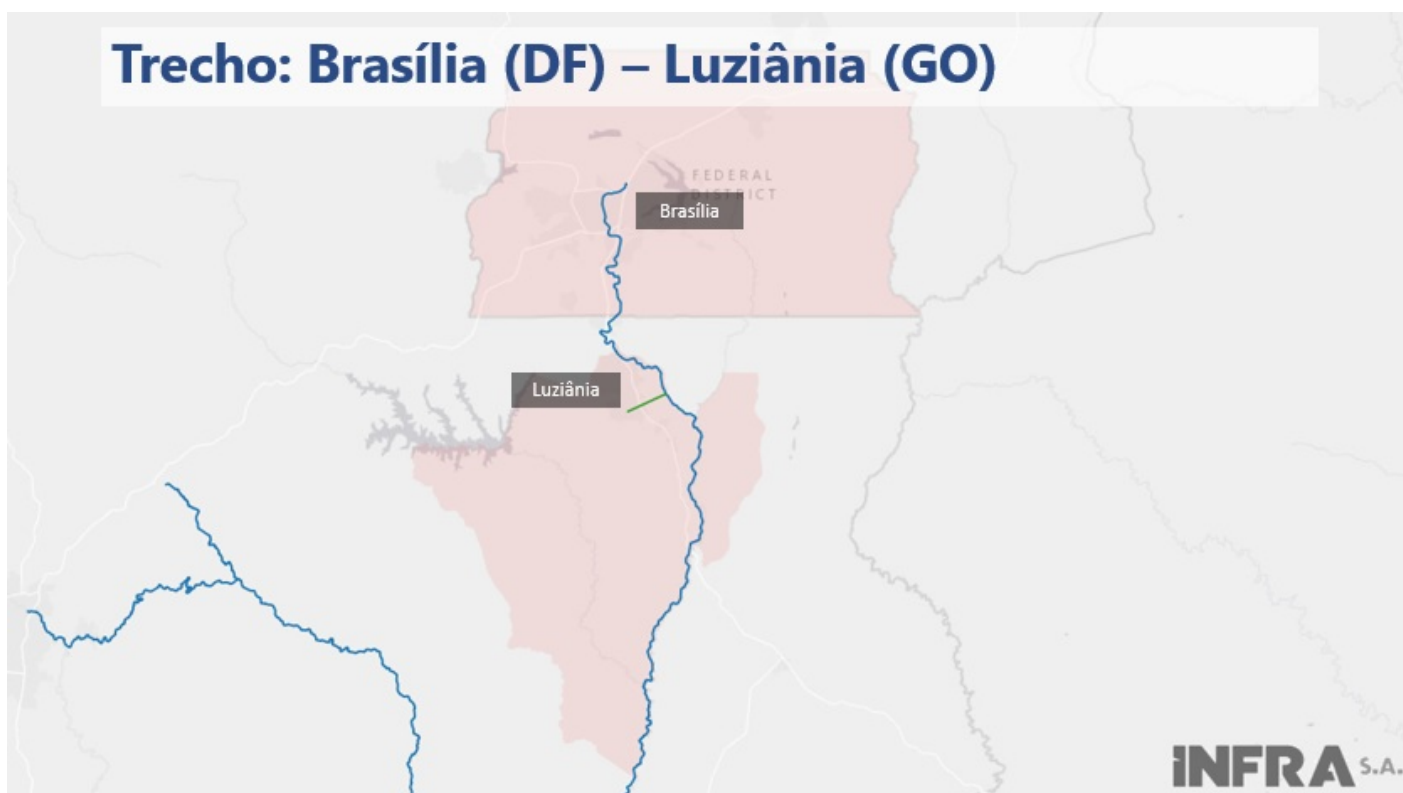 Trecho: Brasília (DF) – Luziânia (GO)
FEDERAL
DISTRICT
Brasília
Luziânia
INFRA S.A.